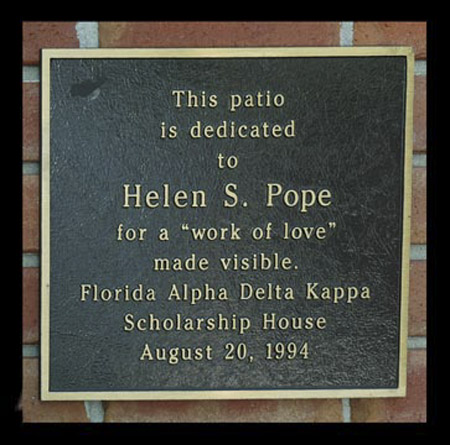 This patio
is dedicated
to
Helen S. Pope
for a “work of love”
made visible.
Florida Alpha Delta Kappa
Scholarship House
August 20, 1994